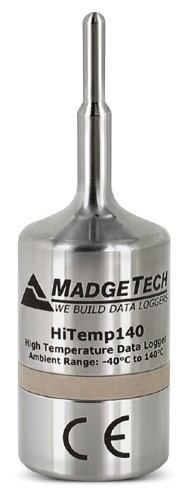 MADGETECH
WE BUILD DATA LOGGERS
HiTemp140
High Temperature Data Logger
Ambient Range: -40°C to 140°C
CE